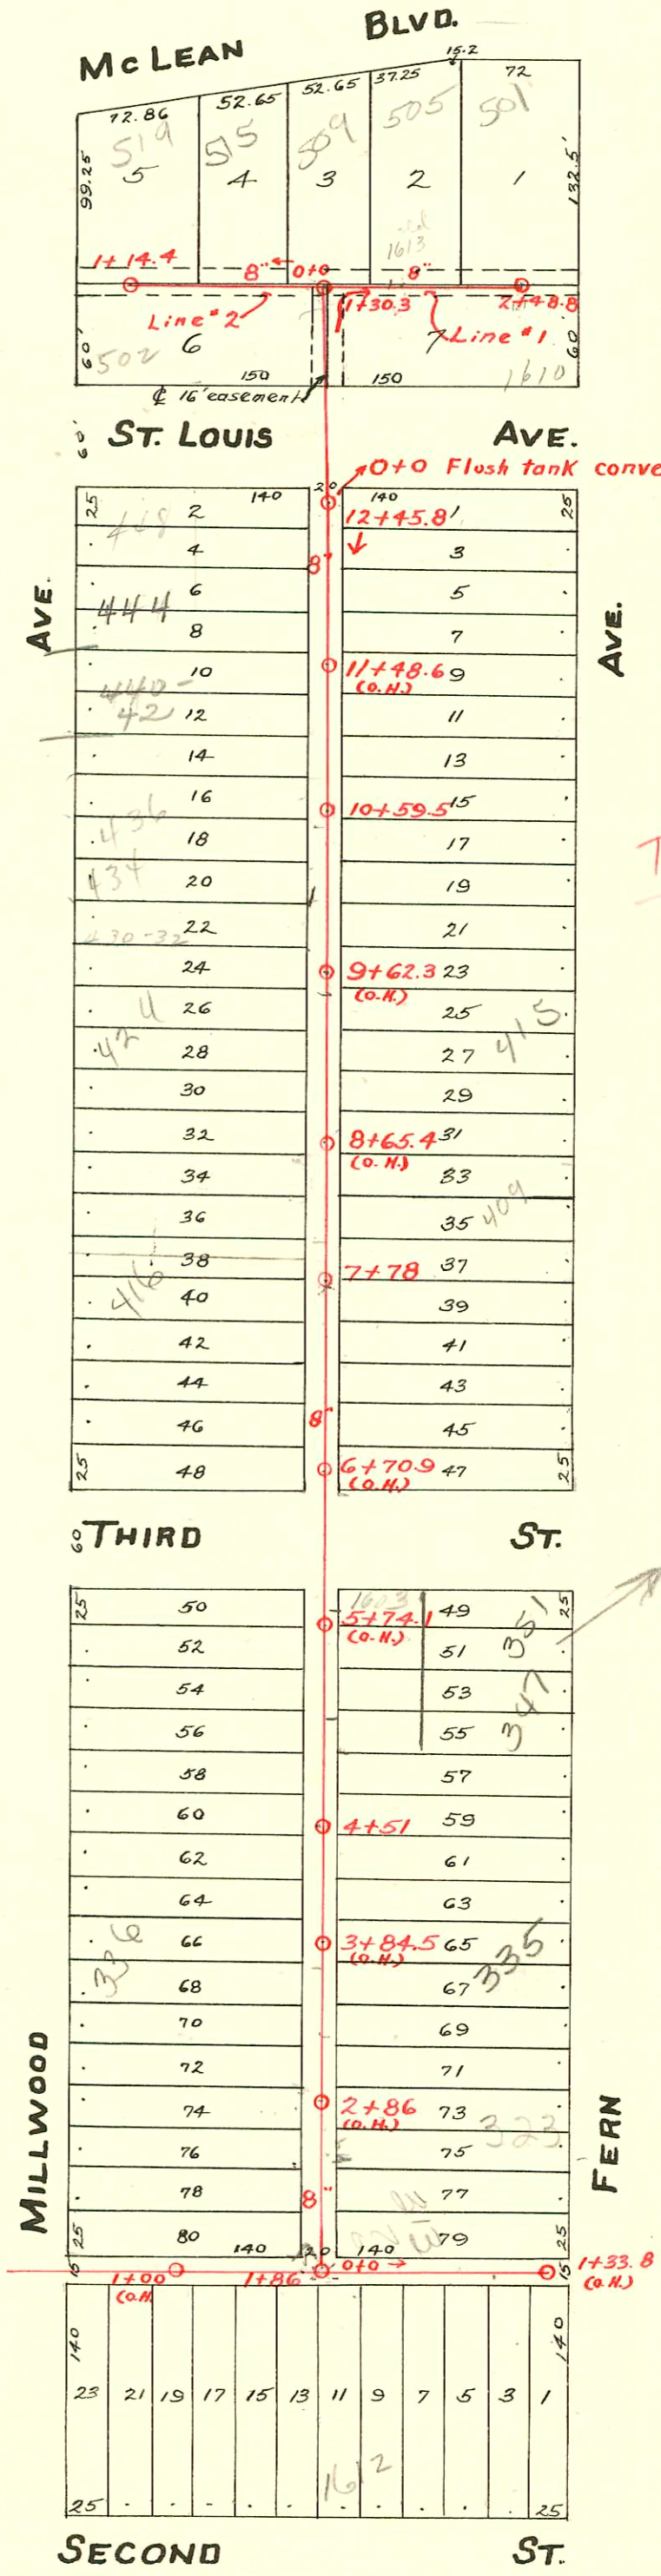 McLEAN BLVD.
15.2
72.86 52.65 52.65 37.25 72
519 515 509 505 501
99.25 5 4 3 2 1 132.5'
1613
1+14.4 8" 0+0 8"
1+30.3 2+48.8
Line #2 Line #1
60' 6 7 60'
502 1610
150 150
℄ 16' easement
60' ST. LOUIS AVE.
0+0 Flush tank conve
20
25 2 140 140 1 25
12+45.8
4 8" 3
6 5
444
8 7
AVE. AVE.
10 11+48.6 9
(O.H.)
440-
42 12 11
14 13
16 10+59.5 15
436
18 17
434 20 19
22 21
430-32
24 9+62.3 23
(O.H.)
26 25
424 415
28 27
30 29
32 8+65.4 31
(O.H.)
34 33
36 35 409
38 7+78 37
416
40 39
42 41
44 43
46 8" 45
25 48 6+70.9 47 25
(O.H.)
60' THIRD ST.
1603
25 50 5+74.1 49 25
(O.H.) 351
52 51
54 53
347
56 55
58 57
60 4+51 59
62 61
64 63
66 3+84.5 65
(O.H.)
336 335
68 67
70 69
72 71
74 2+86 73
(O.H.) 323
76 75
MILLWOOD FERN
78 8" 77
25 80 79 25
140 20 140
15 0+0 15 1+33.8
(O.H.)
1+00 1+86
(O.H.)
140 140
23 21 19 17 15 13 11 9 7 5 3 1
1612
25 25
SECOND ST.